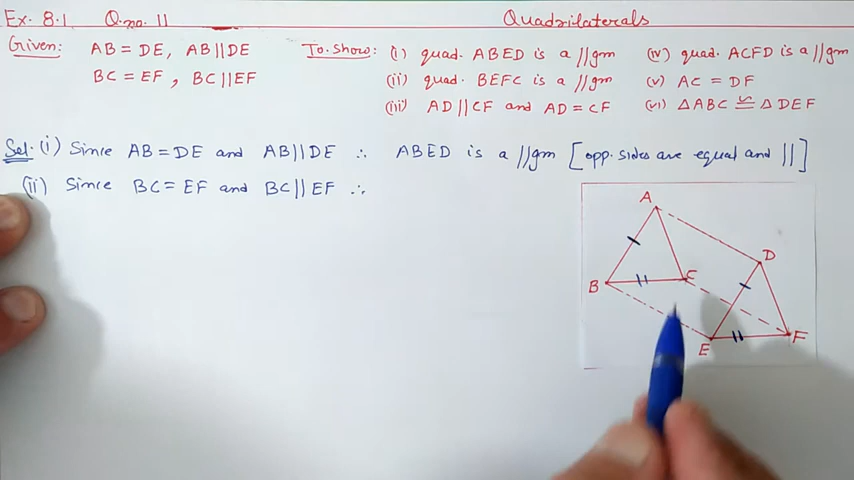 Ex. 8.1 Q.no. 11 Quadrilaterals
Given: AB = DE, AB||DE
BC = EF, BC||EF
To Show: (i) quad. ABED is a //gm
(ii) quad. BEFC is a //gm
(iii) AD||CF and AD = CF
(iv) quad. ACFD is a //gm
(v) AC = DF
(vi) △ABC ≅ △DEF
Sol. (i) Since AB = DE and AB||DE ∴ ABED is a //gm [opp. sides are equal and ||]
(ii) Since BC = EF and BC||EF ∴
A
D
B
C
E
F